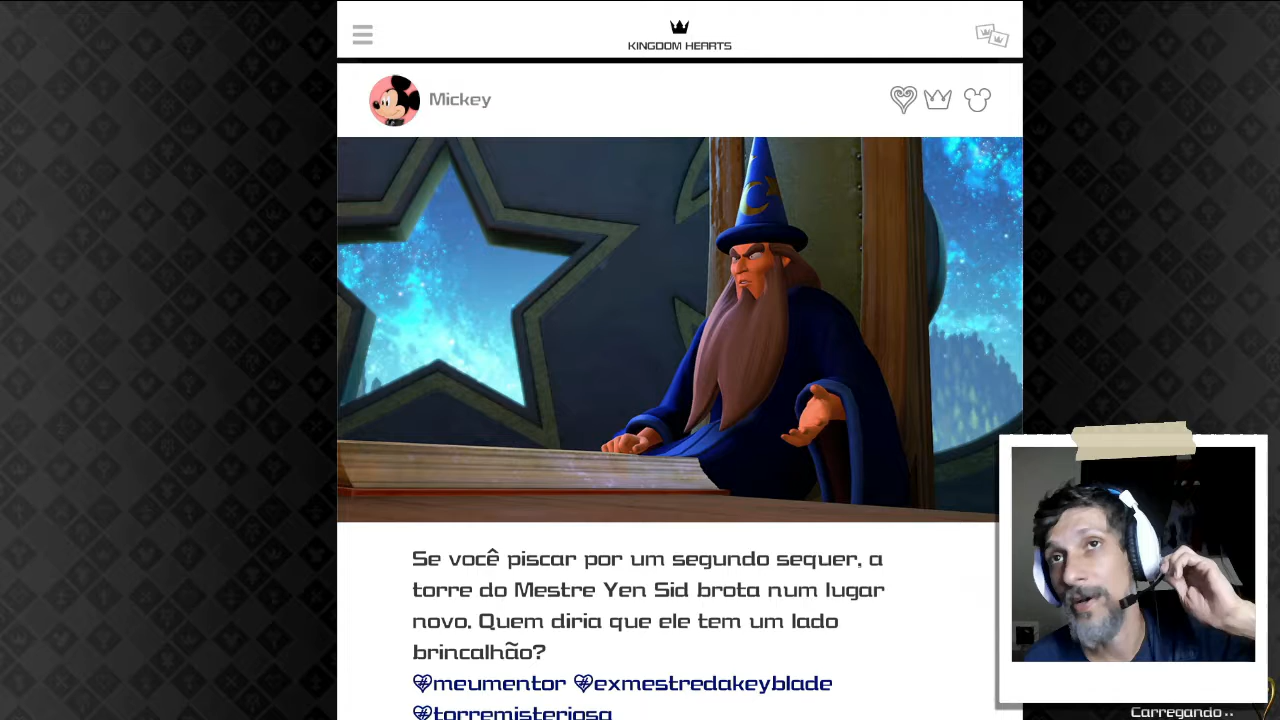 KINGDOM HEARTS
Mickey
Se você piscar por um segundo sequer, a
torre do Mestre Yen Sid brota num lugar
novo. Quem diria que ele tem um lado
brincalhão?
meumentor exmestredakeyblade
torremisteriosa
Carregando..